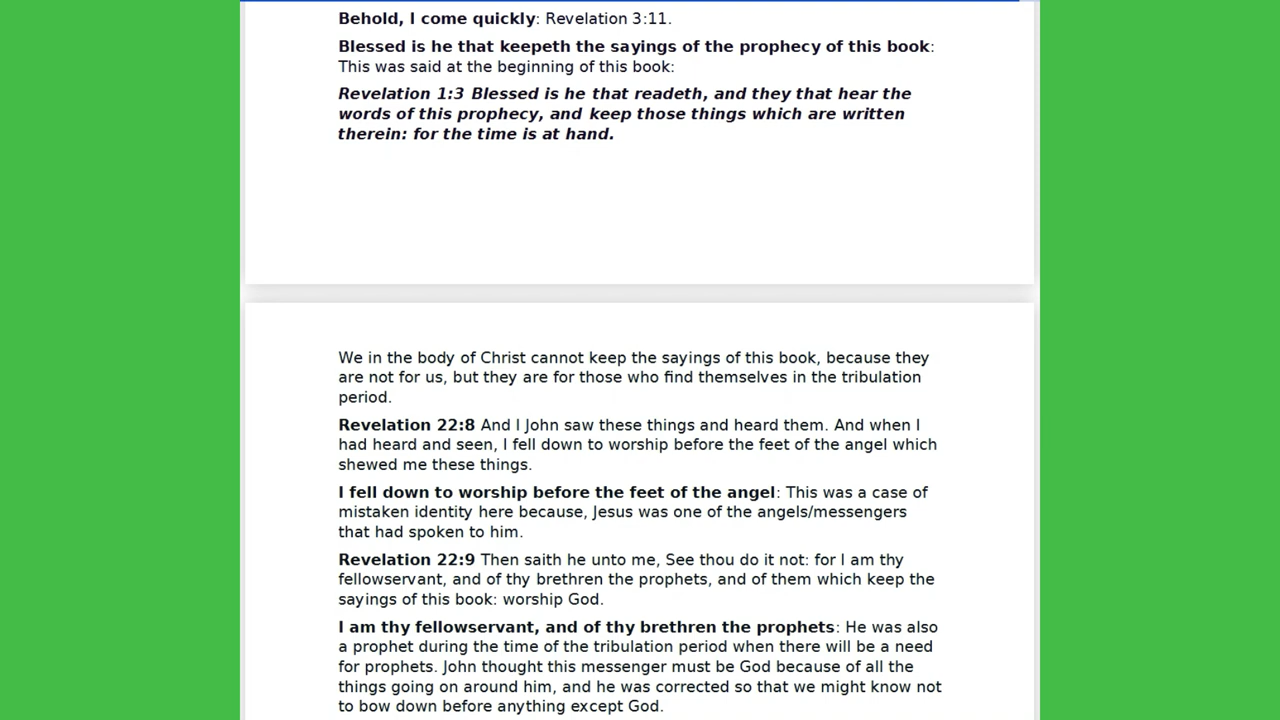 Behold, I come quickly: Revelation 3:11.
Blessed is he that keepeth the sayings of the prophecy of this book:
This was said at the beginning of this book:
Revelation 1:3 Blessed is he that readeth, and they that hear the
words of this prophecy, and keep those things which are written
therein: for the time is at hand.
We in the body of Christ cannot keep the sayings of this book, because they
are not for us, but they are for those who find themselves in the tribulation
period.
Revelation 22:8 And I John saw these things and heard them. And when I
had heard and seen, I fell down to worship before the feet of the angel which
shewed me these things.
I fell down to worship before the feet of the angel: This was a case of
mistaken identity here because, Jesus was one of the angels/messengers
that had spoken to him.
Revelation 22:9 Then saith he unto me, See thou do it not: for I am thy
fellowservant, and of thy brethren the prophets, and of them which keep the
sayings of this book: worship God.
I am thy fellowservant, and of thy brethren the prophets: He was also
a prophet during the time of the tribulation period when there will be a need
for prophets. John thought this messenger must be God because of all the
things going on around him, and he was corrected so that we might know not
to bow down before anything except God.